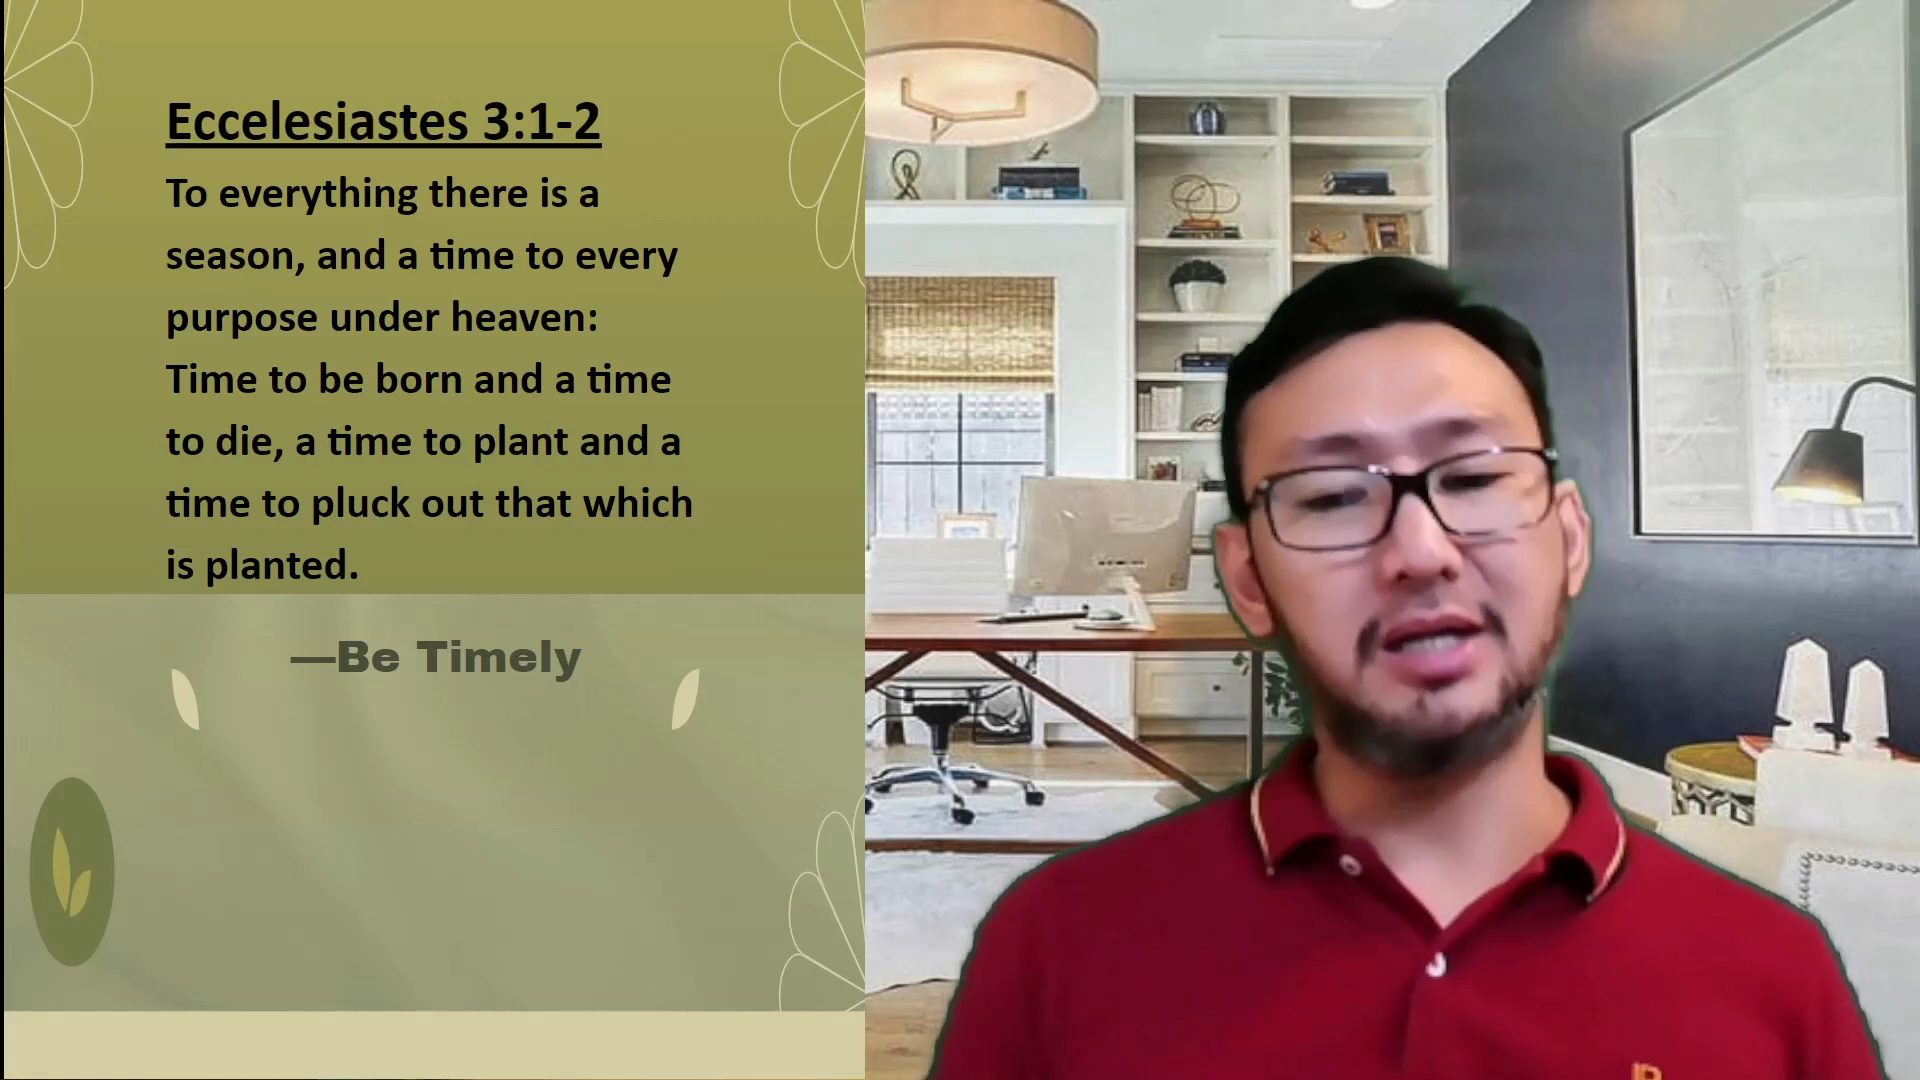 Eccelesiastes 3:1-2
To everything there is a
season, and a time to every
purpose under heaven:
Time to be born and a time
to die, a time to plant and a
time to pluck out that which
is planted.
—Be Timely